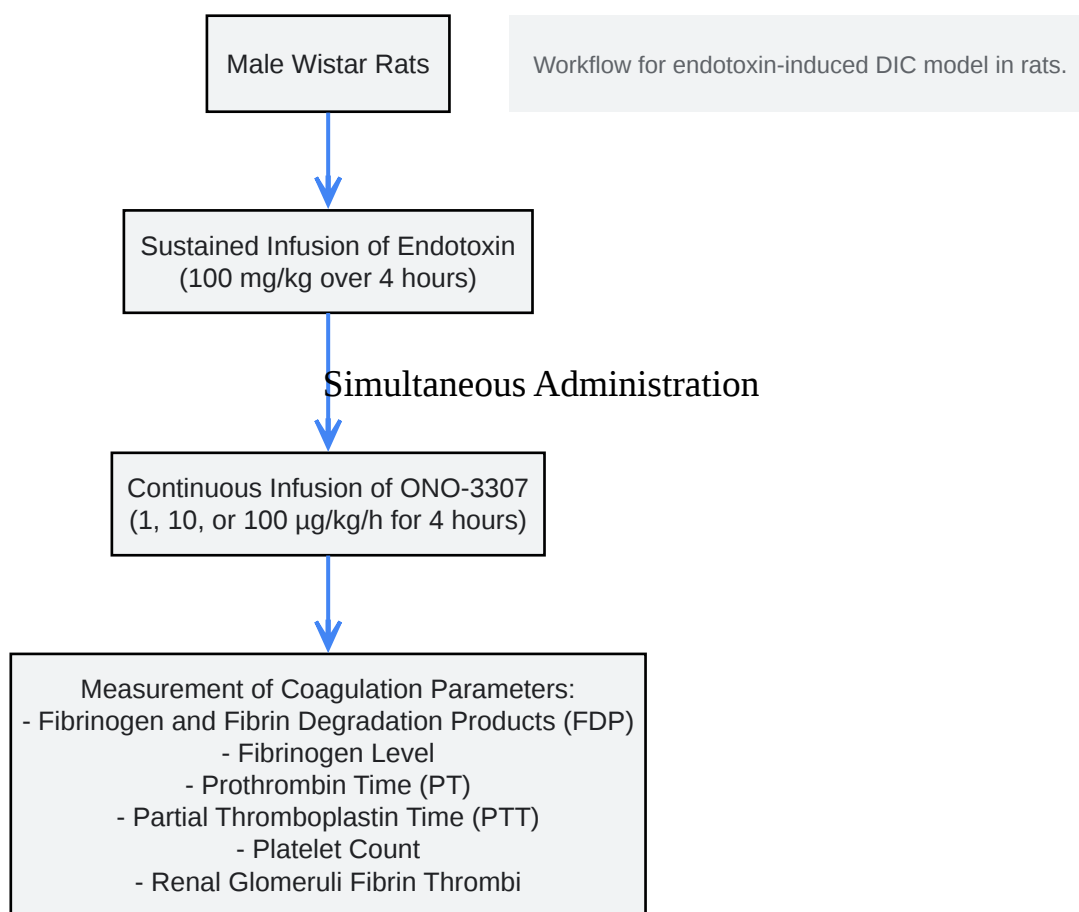 Male Wistar Rats
Workflow for endotoxin-induced DIC model in rats.
Sustained Infusion of Endotoxin
(100 mg/kg over 4 hours)
Simultaneous Administration
Continuous Infusion of ONO-3307
(1, 10, or 100 µg/kg/h for 4 hours)
Measurement of Coagulation Parameters:
- Fibrinogen and Fibrin Degradation Products (FDP)
- Fibrinogen Level
- Prothrombin Time (PT)
- Partial Thromboplastin Time (PTT)
- Platelet Count
- Renal Glomeruli Fibrin Thrombi